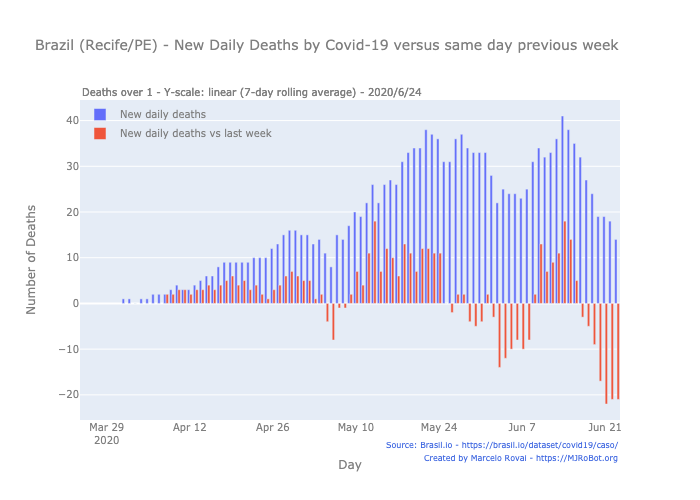 Brazil (Recife/PE) - New Daily Deaths by Covid-19 versus same day previous week
Deaths over 1 - Y-scale: linear (7-day rolling average) - 2020/6/24
New daily deaths
New daily deaths vs last week
Number of Deaths
40
30
20
10
0
−10
−20
Mar 29 Apr 12 Apr 26 May 10 May 24 Jun 7 Jun 21
2020
Day
Source: Brasil.io - https://brasil.io/dataset/covid19/caso/
Created by Marcelo Rovai - https://MJRoBot.org